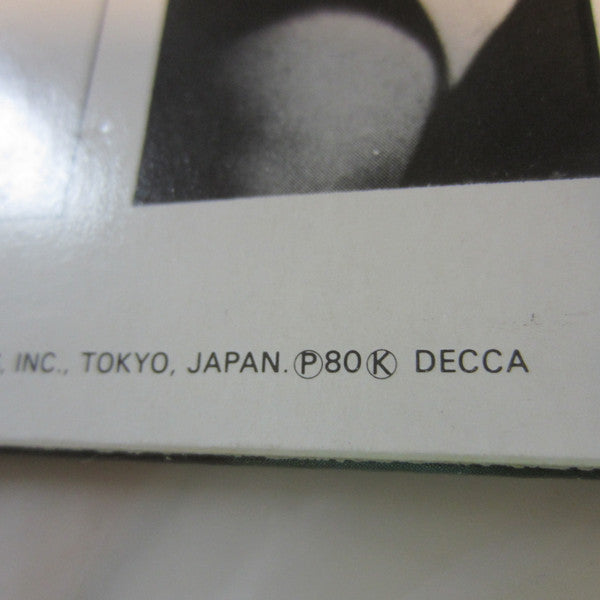 , INC., TOKYO, JAPAN. Ⓟ80Ⓚ DECCA